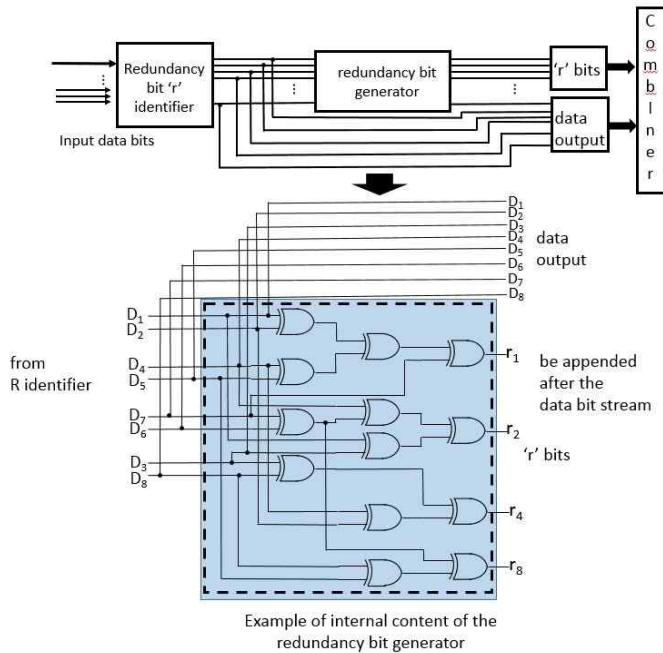 Redundancy
bit 'r'
identifier
redundancy bit
generator
'r' bits
data
output
C
o
m
b
I
n
e
r
Input data bits
D1
D2
D3
D4
D5
D6
D7
D8
data
output
from
R identifier
D1
D2
D4
D5
D7
D6
D3
D8
r1
r2
r4
r8
be appended
after the
data bit stream
'r' bits
Example of internal content of the
redundancy bit generator